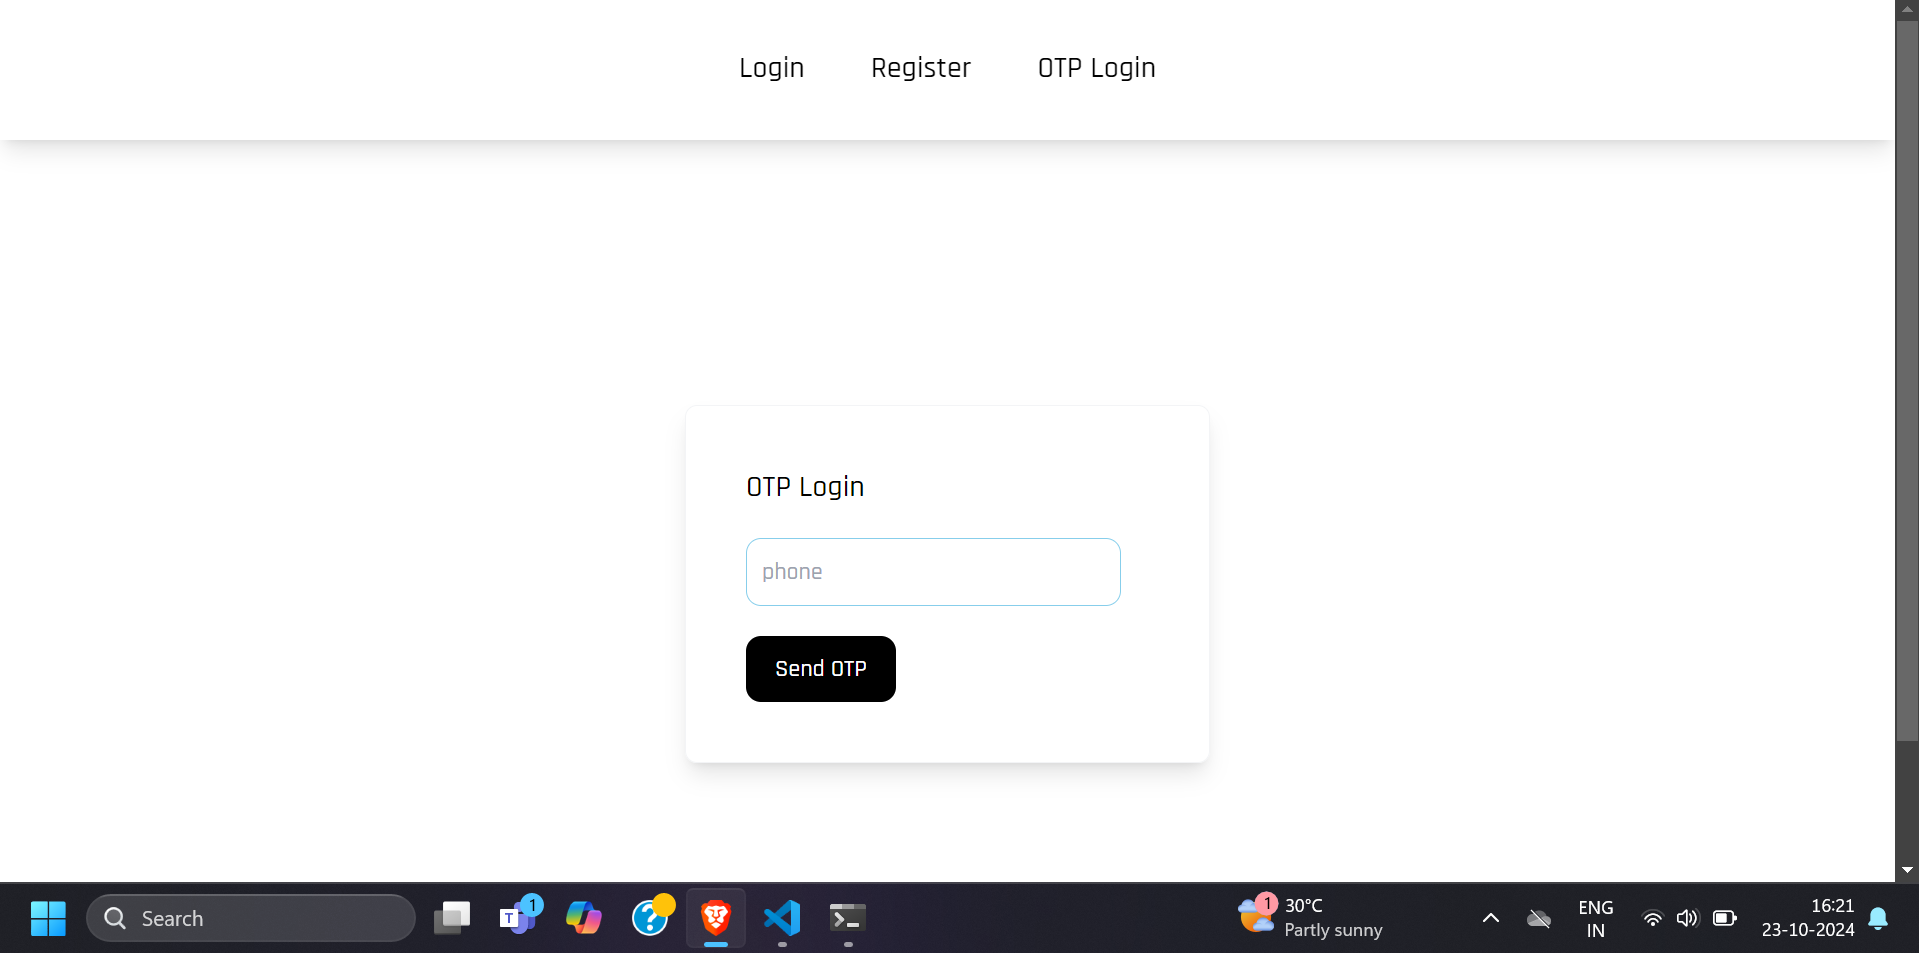 Login Register OTP Login
OTP Login
phone
Send OTP
Search
T 1
?
1
30°C
Partly sunny
ENG
IN
16:21
23-10-2024